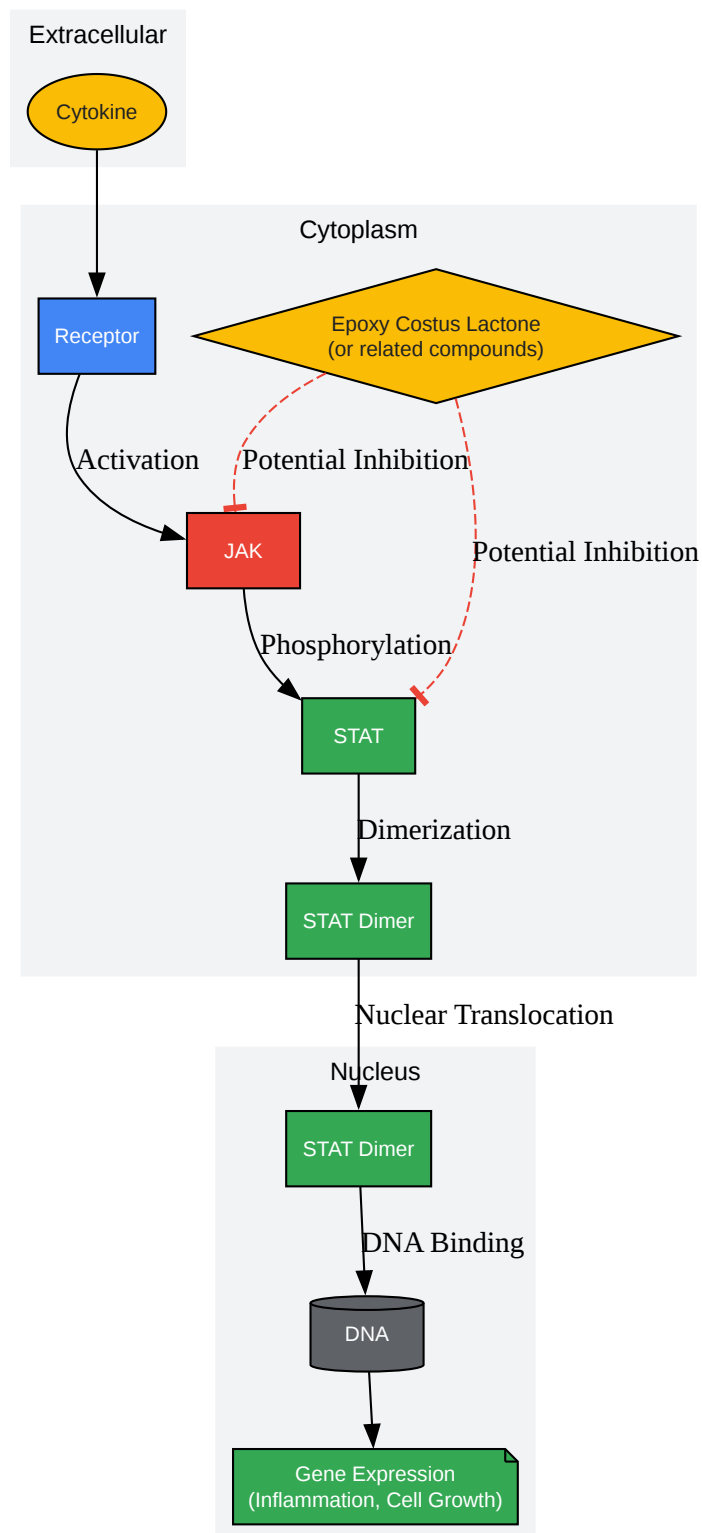 Extracellular
Cytokine
Cytoplasm
Receptor
Epoxy Costus Lactone
(or related compounds)
Activation
Potential Inhibition
JAK
Potential Inhibition
Phosphorylation
STAT
Dimerization
STAT Dimer
Nuclear Translocation
Nucleus
STAT Dimer
DNA Binding
DNA
Gene Expression
(Inflammation, Cell Growth)